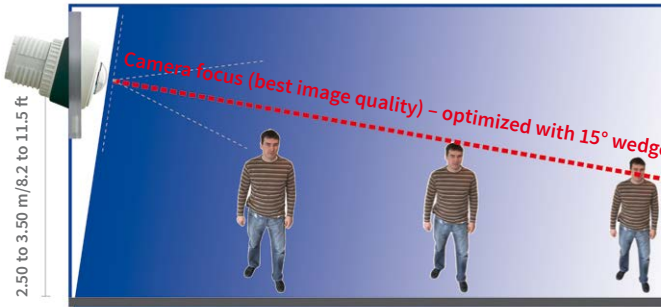 Camera focus (best image quality) – optimized with 15° wedge
2.50 to 3.50 m/8.2 to 11.5 ft